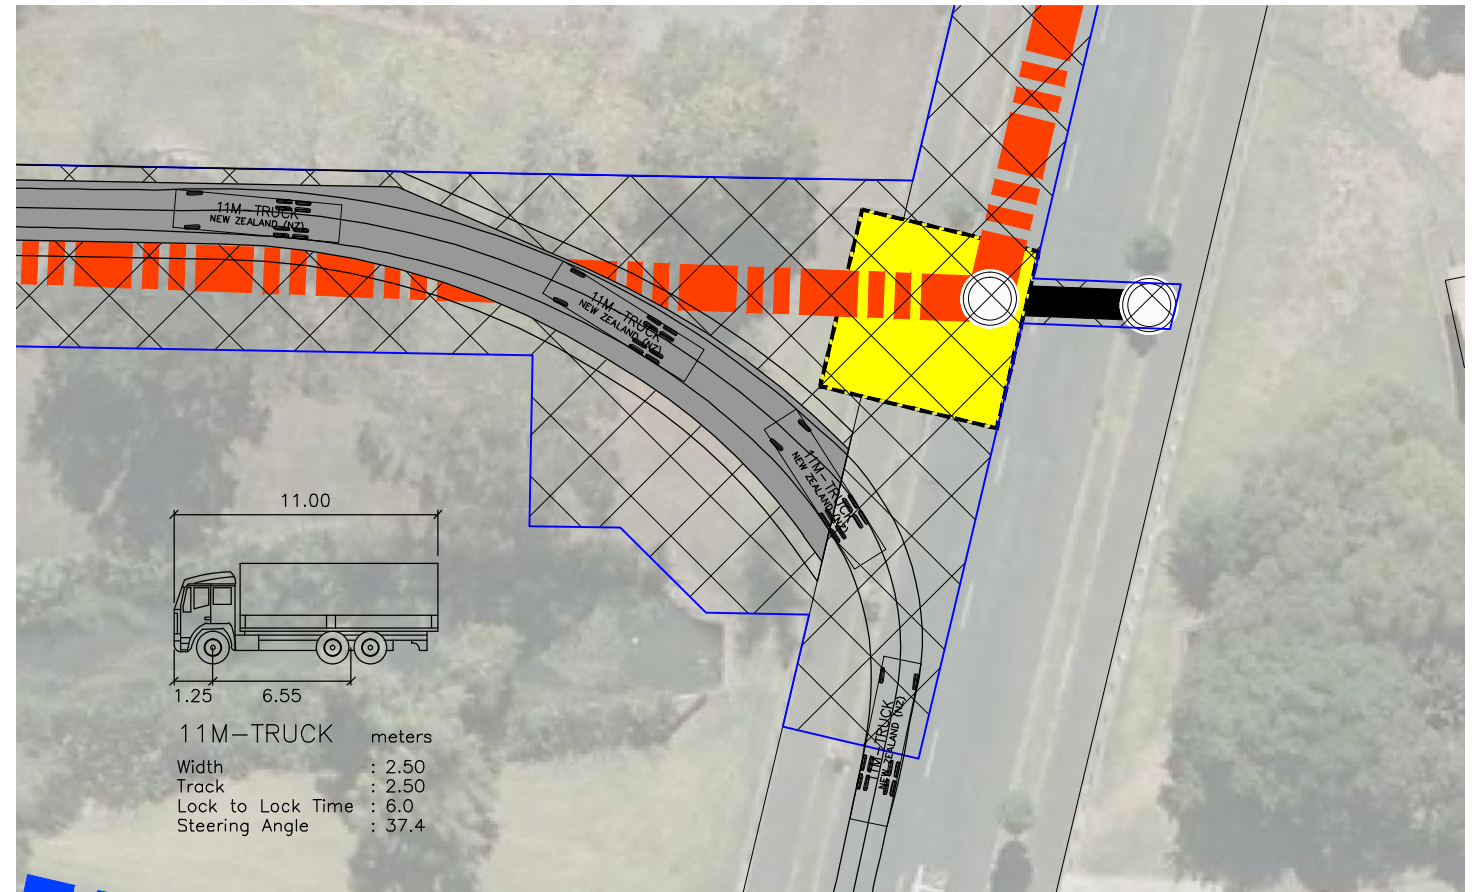 11M-TRUCK
NEW ZEALAND (NZ)
11M-TRUCK
NEW ZEALAND (NZ)
11M-TRUCK
NEW ZEALAND (NZ)
11M-TRUCK
NEW ZEALAND (NZ)
11.00
1.25 6.55
11M-TRUCK meters
Width : 2.50
Track : 2.50
Lock to Lock Time : 6.0
Steering Angle : 37.4